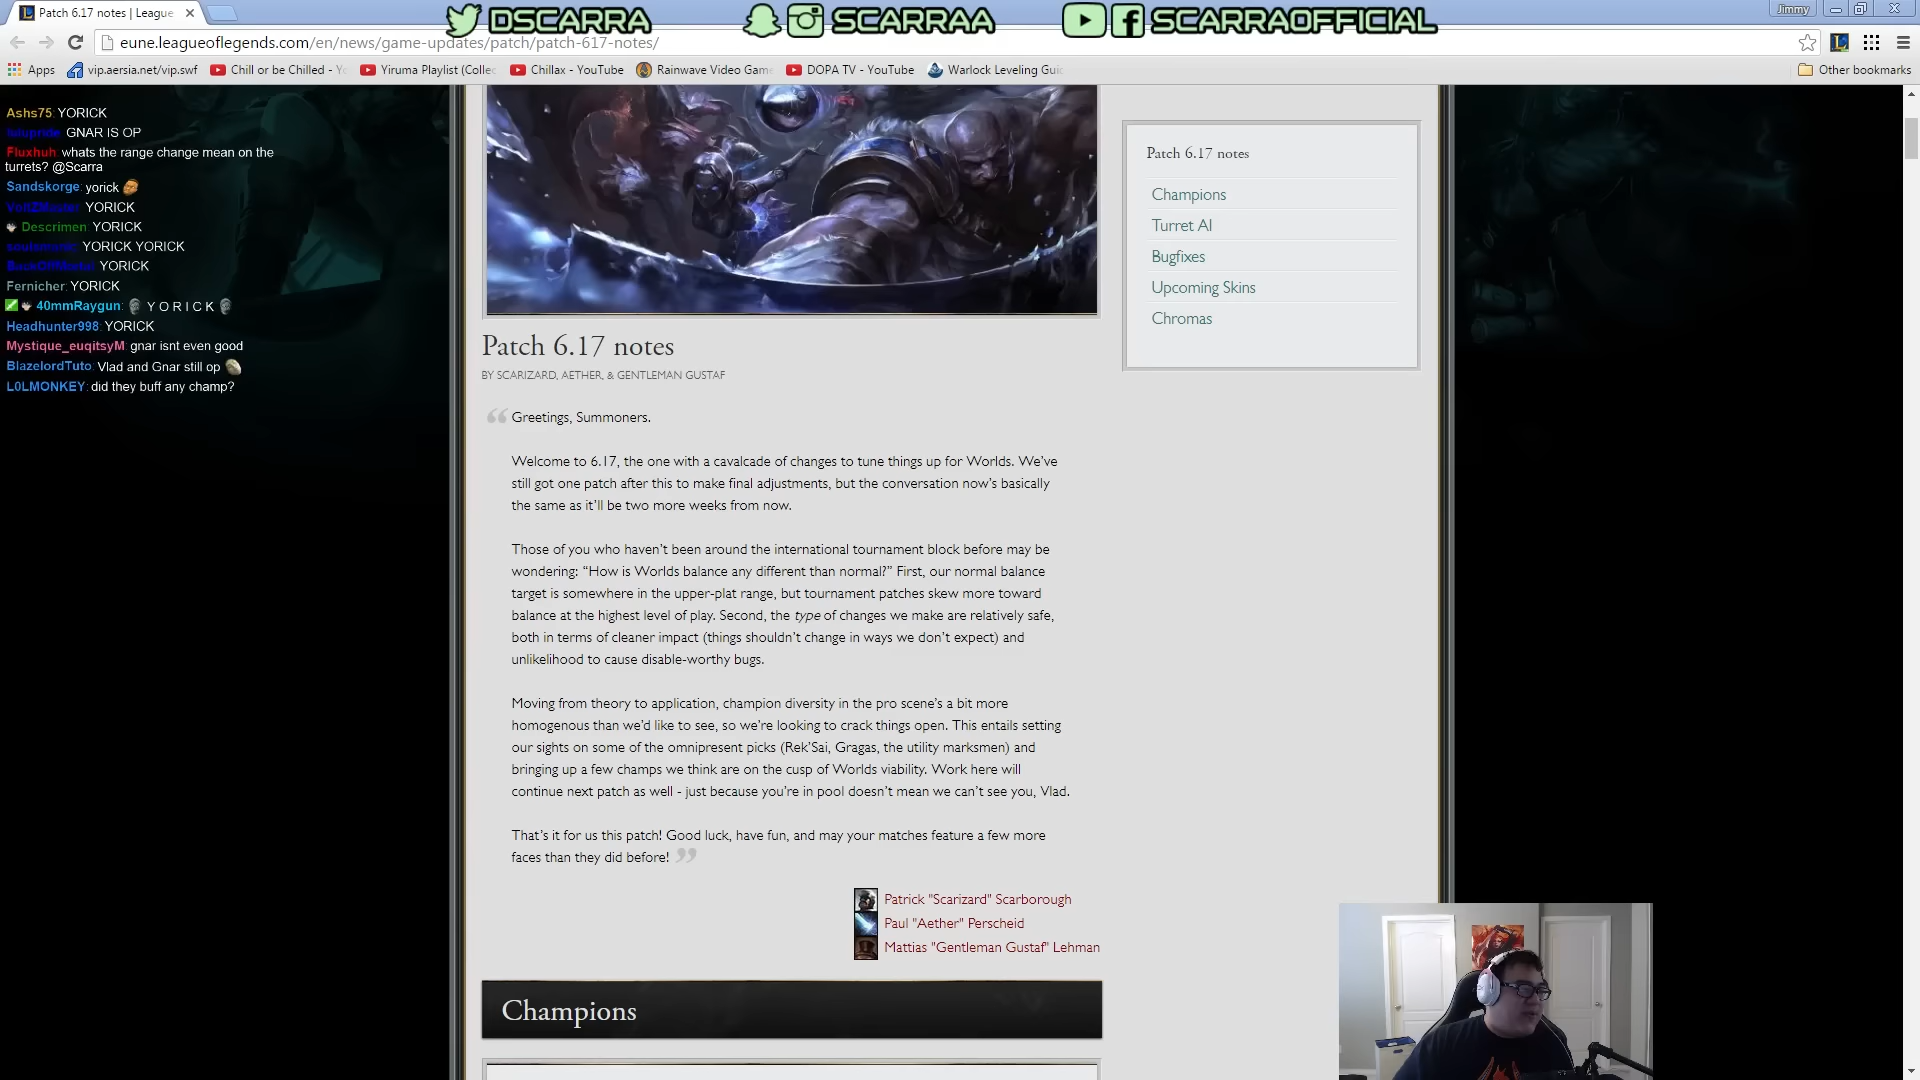 Patch 6.17 notes | League
Jimmy
DSCARRA
SCARRAA
SCARRAOFFICIAL
eune.leagueoflegends.com/en/news/game-updates/patch/patch-617-notes/
Apps
vip.aersia.net/vip.swf
Chill or be Chilled - Yo
Yiruma Playlist (Collec
Chillax - YouTube
Rainwave Video Game
DOPA TV - YouTube
Warlock Leveling Guid
Other bookmarks
Ashs75: YORICK
lulupride: GNAR IS OP
Fluxhuh: whats the range change mean on the
turrets? @Scarra
Sandskorge: yorick
YORICK
Descrimen: YORICK
YORICK YORICK
YORICK
Fernicher: YORICK
40mmRaygun: Y O R I C K
Headhunter998: YORICK
Mystique_euqitsyM: gnar isnt even good
BlazelordTuto: Vlad and Gnar still op
L0LMONKEY: did they buff any champ?
Patch 6.17 notes
Champions
Turret AI
Bugfixes
Upcoming Skins
Chromas
Patch 6.17 notes
BY SCARIZARD, AETHER, & GENTLEMAN GUSTAF
“ Greetings, Summoners.
Welcome to 6.17, the one with a cavalcade of changes to tune things up for Worlds. We’ve
still got one patch after this to make final adjustments, but the conversation now’s basically
the same as it’ll be two more weeks from now.
Those of you who haven’t been around the international tournament block before may be
wondering: “How is Worlds balance any different than normal?” First, our normal balance
target is somewhere in the upper-plat range, but tournament patches skew more toward
balance at the highest level of play. Second, the type of changes we make are relatively safe,
both in terms of cleaner impact (things shouldn’t change in ways we don’t expect) and
unlikelihood to cause disable-worthy bugs.
Moving from theory to application, champion diversity in the pro scene’s a bit more
homogenous than we’d like to see, so we’re looking to crack things open. This entails setting
our sights on some of the omnipresent picks (Rek’Sai, Gragas, the utility marksmen) and
bringing up a few champs we think are on the cusp of Worlds viability. Work here will
continue next patch as well - just because you’re in pool doesn’t mean we can’t see you, Vlad.
That’s it for us this patch! Good luck, have fun, and may your matches feature a few more
faces than they did before! ”
Patrick "Scarizard" Scarborough
Paul "Aether" Perscheid
Mattias "Gentleman Gustaf" Lehman
Champions